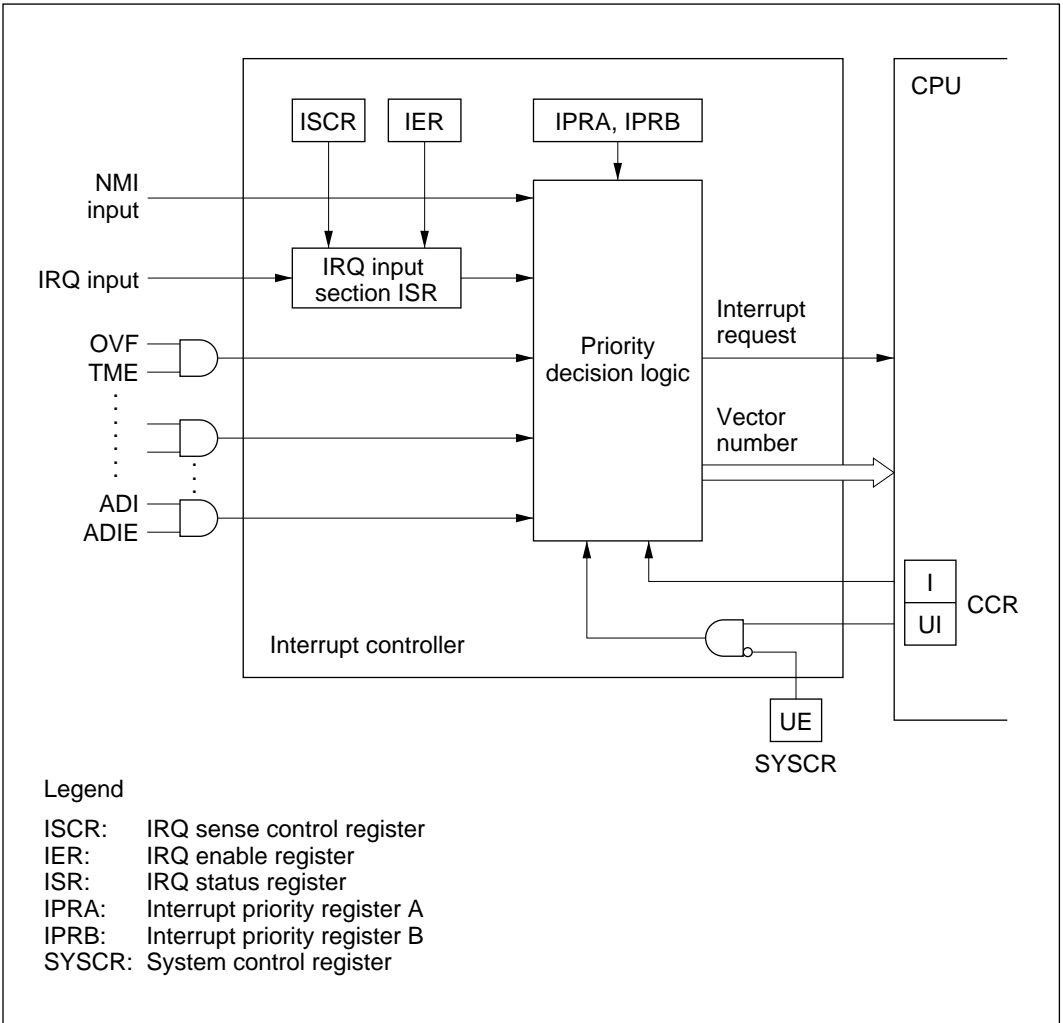 CPU
ISCR
IER
IPRA, IPRB
NMI
input
IRQ input
IRQ input
section ISR
OVF
TME
ADI
ADIE
Priority
decision logic
Interrupt
request
Vector
number
I
UI
CCR
Interrupt controller
UE
SYSCR
Legend
ISCR: IRQ sense control register
IER: IRQ enable register
ISR: IRQ status register
IPRA: Interrupt priority register A
IPRB: Interrupt priority register B
SYSCR: System control register